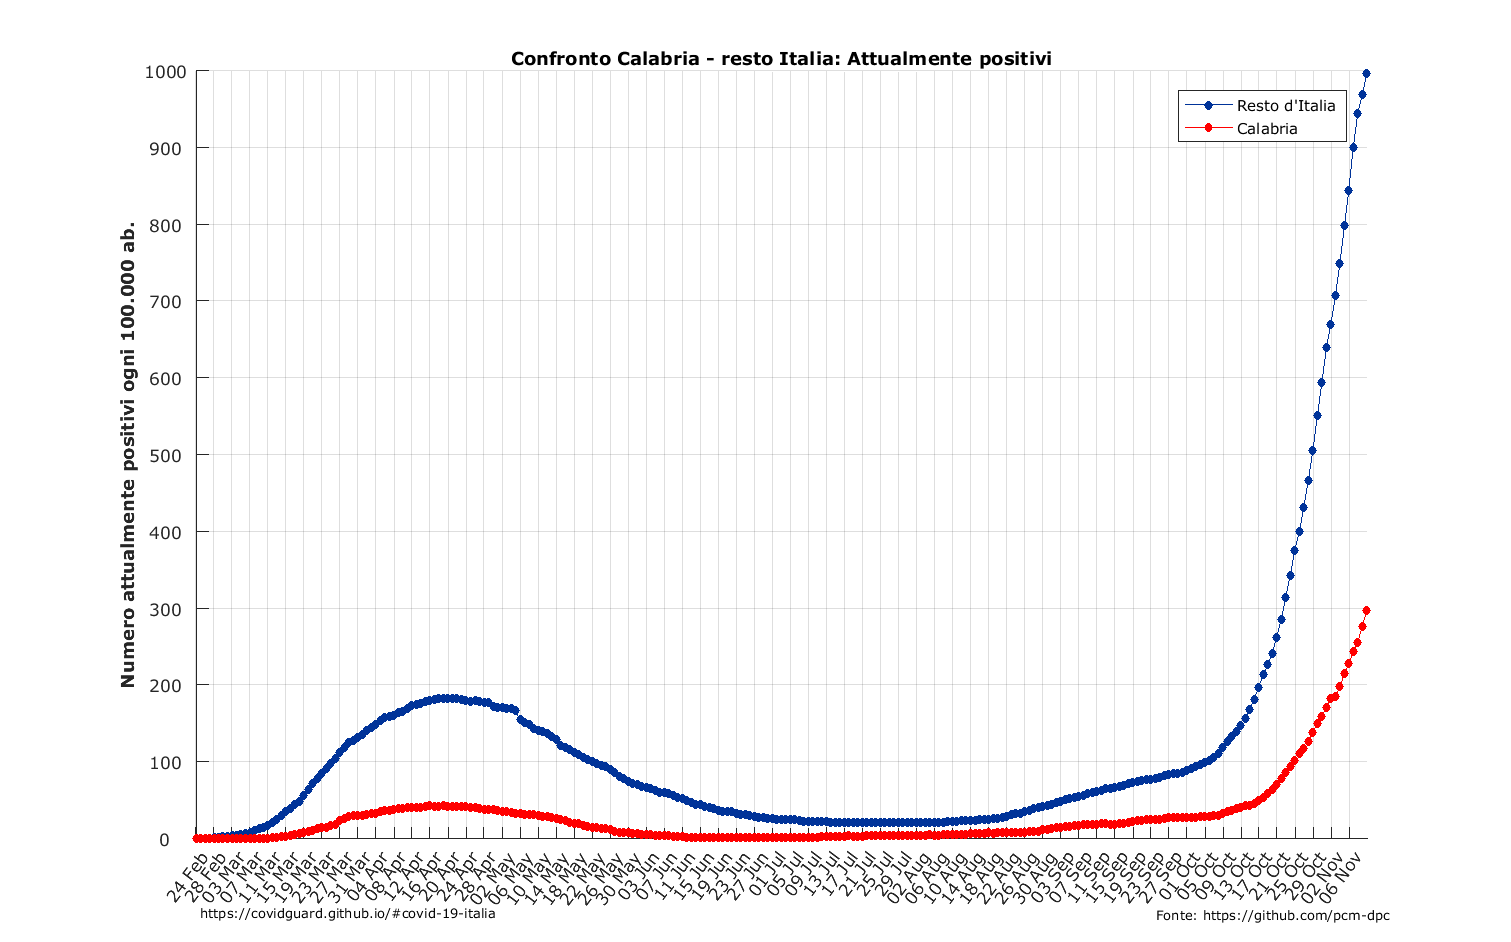 Confronto Calabria - resto Italia: Attualmente positivi
1000
900
800
700
600
500
400
300
200
100
0
Numero attualmente positivi ogni 100.000 ab.
Resto d'Italia
Calabria
24 Feb
28 Feb
03 Mar
07 Mar
11 Mar
15 Mar
19 Mar
23 Mar
27 Mar
31 Mar
04 Apr
08 Apr
12 Apr
16 Apr
20 Apr
24 Apr
28 Apr
02 May
06 May
10 May
14 May
18 May
22 May
26 May
30 May
03 Jun
07 Jun
11 Jun
15 Jun
19 Jun
23 Jun
27 Jun
01 Jul
05 Jul
09 Jul
13 Jul
17 Jul
21 Jul
25 Jul
29 Jul
02 Aug
06 Aug
10 Aug
14 Aug
18 Aug
22 Aug
26 Aug
30 Aug
03 Sep
07 Sep
11 Sep
15 Sep
19 Sep
23 Sep
27 Sep
01 Oct
05 Oct
09 Oct
13 Oct
17 Oct
21 Oct
25 Oct
29 Oct
02 Nov
06 Nov
https://covidguard.github.io/#covid-19-italia
Fonte: https://github.com/pcm-dpc